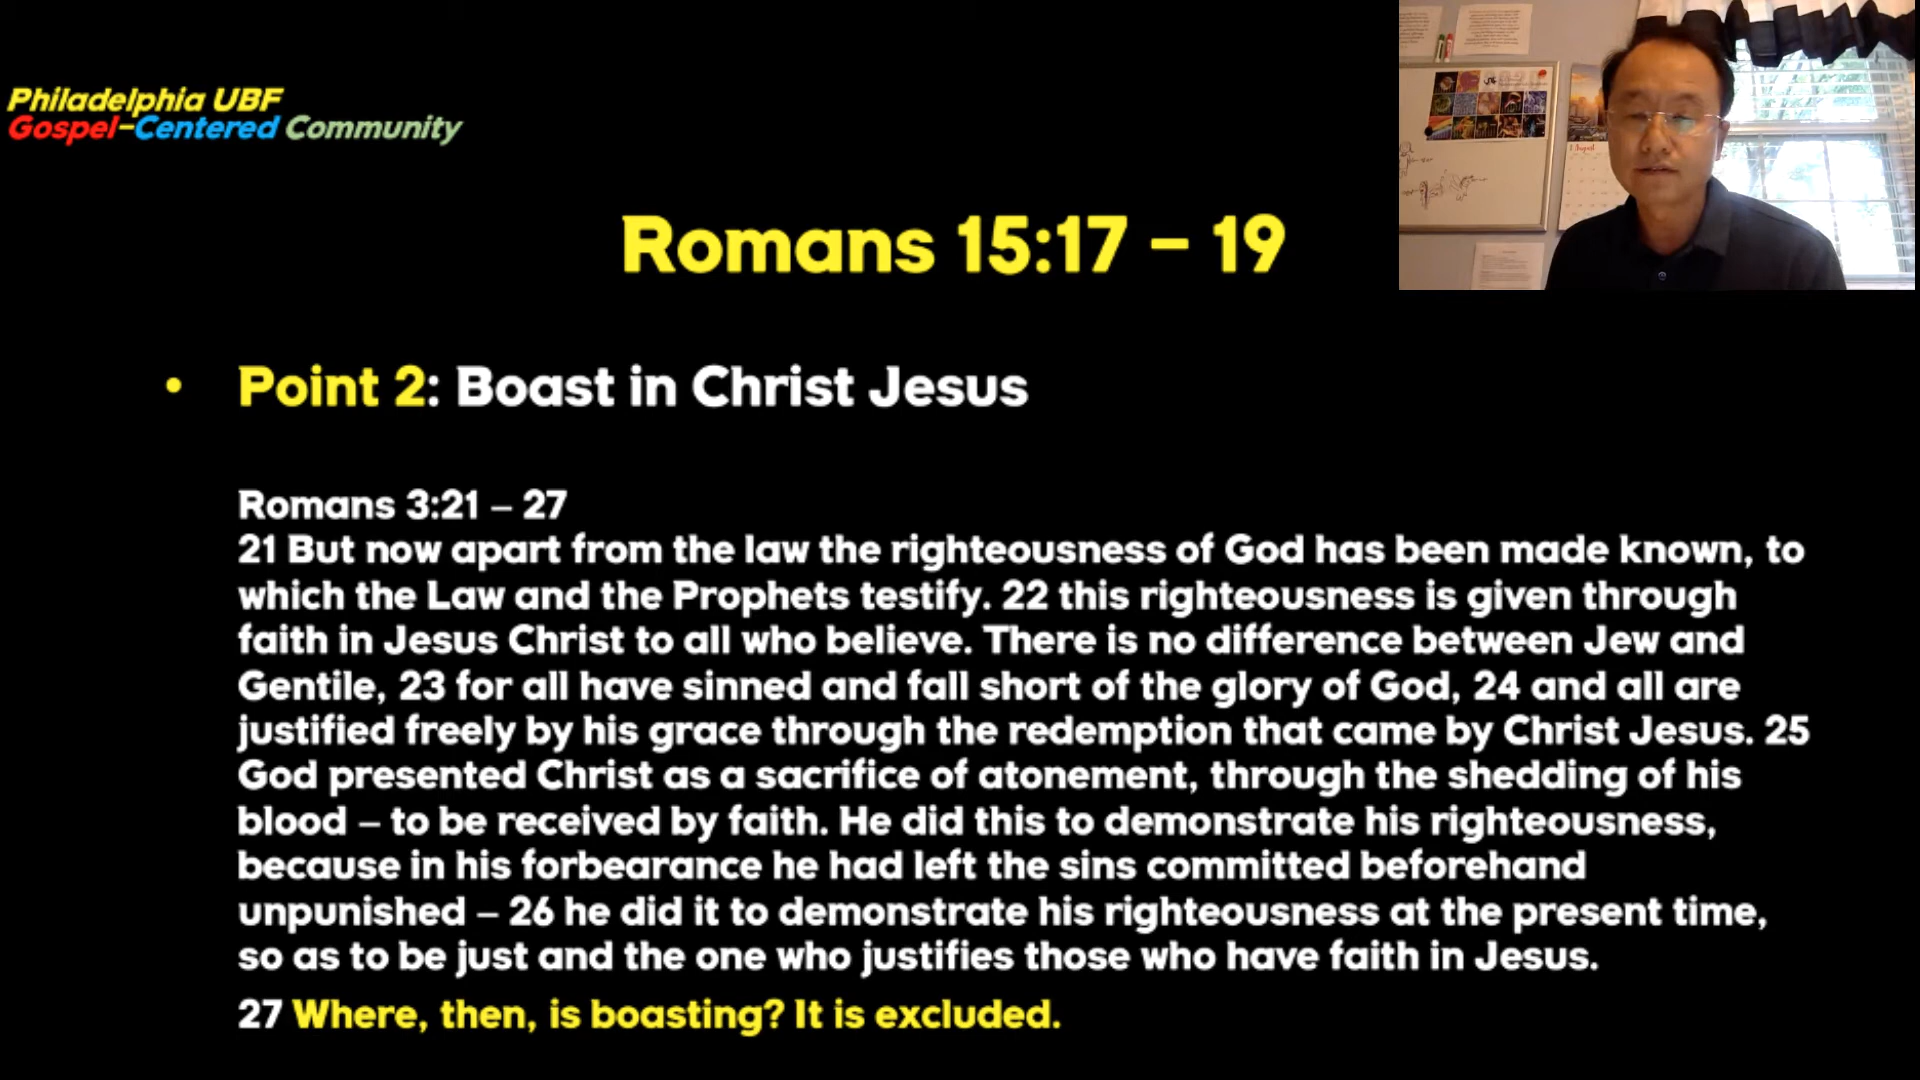 Philadelphia UBF
Gospel-Centered Community
Romans 15:17 – 19
• Point 2: Boast in Christ Jesus
Romans 3:21 – 27
21 But now apart from the law the righteousness of God has been made known, to
which the Law and the Prophets testify. 22 this righteousness is given through
faith in Jesus Christ to all who believe. There is no difference between Jew and
Gentile, 23 for all have sinned and fall short of the glory of God, 24 and all are
justified freely by his grace through the redemption that came by Christ Jesus. 25
God presented Christ as a sacrifice of atonement, through the shedding of his
blood – to be received by faith. He did this to demonstrate his righteousness,
because in his forbearance he had left the sins committed beforehand
unpunished – 26 he did it to demonstrate his righteousness at the present time,
so as to be just and the one who justifies those who have faith in Jesus.
27 Where, then, is boasting? It is excluded.
August